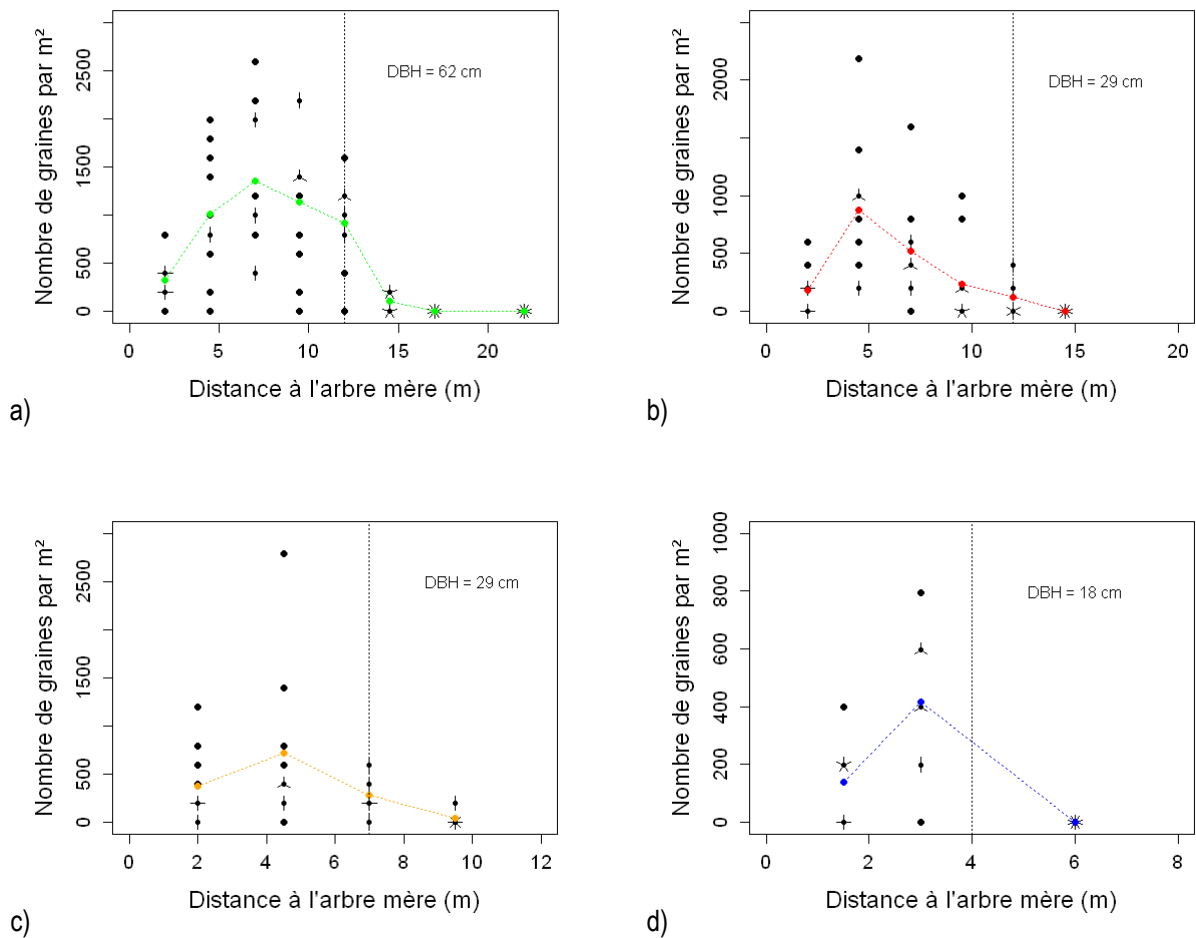 Nombre de graines par m²
0 500 1500 2500
DBH = 62 cm
0 5 10 15 20
Distance à l'arbre mère (m)
a)
Nombre de graines par m²
0 500 1000 2000
DBH = 29 cm
0 5 10 15 20
Distance à l'arbre mère (m)
b)
Nombre de graines par m²
0 500 1500 2500
DBH = 29 cm
0 2 4 6 8 10 12
Distance à l'arbre mère (m)
c)
Nombre de graines par m²
0 200 400 600 800 1000
DBH = 18 cm
0 2 4 6 8
Distance à l'arbre mère (m)
d)